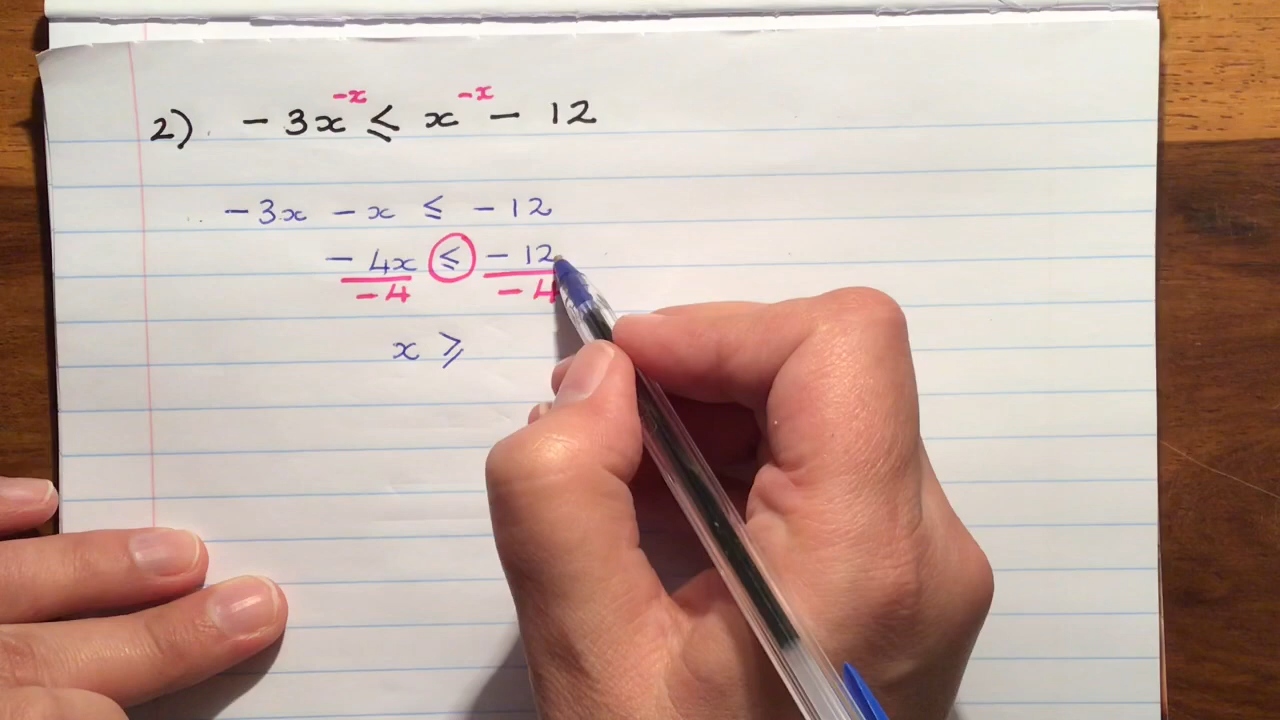 -x -x
2) - 3x ≤ x - 12
- 3x - x ≤ - 12
- 4x ≤ - 12
- 4 - 4
x ⩾